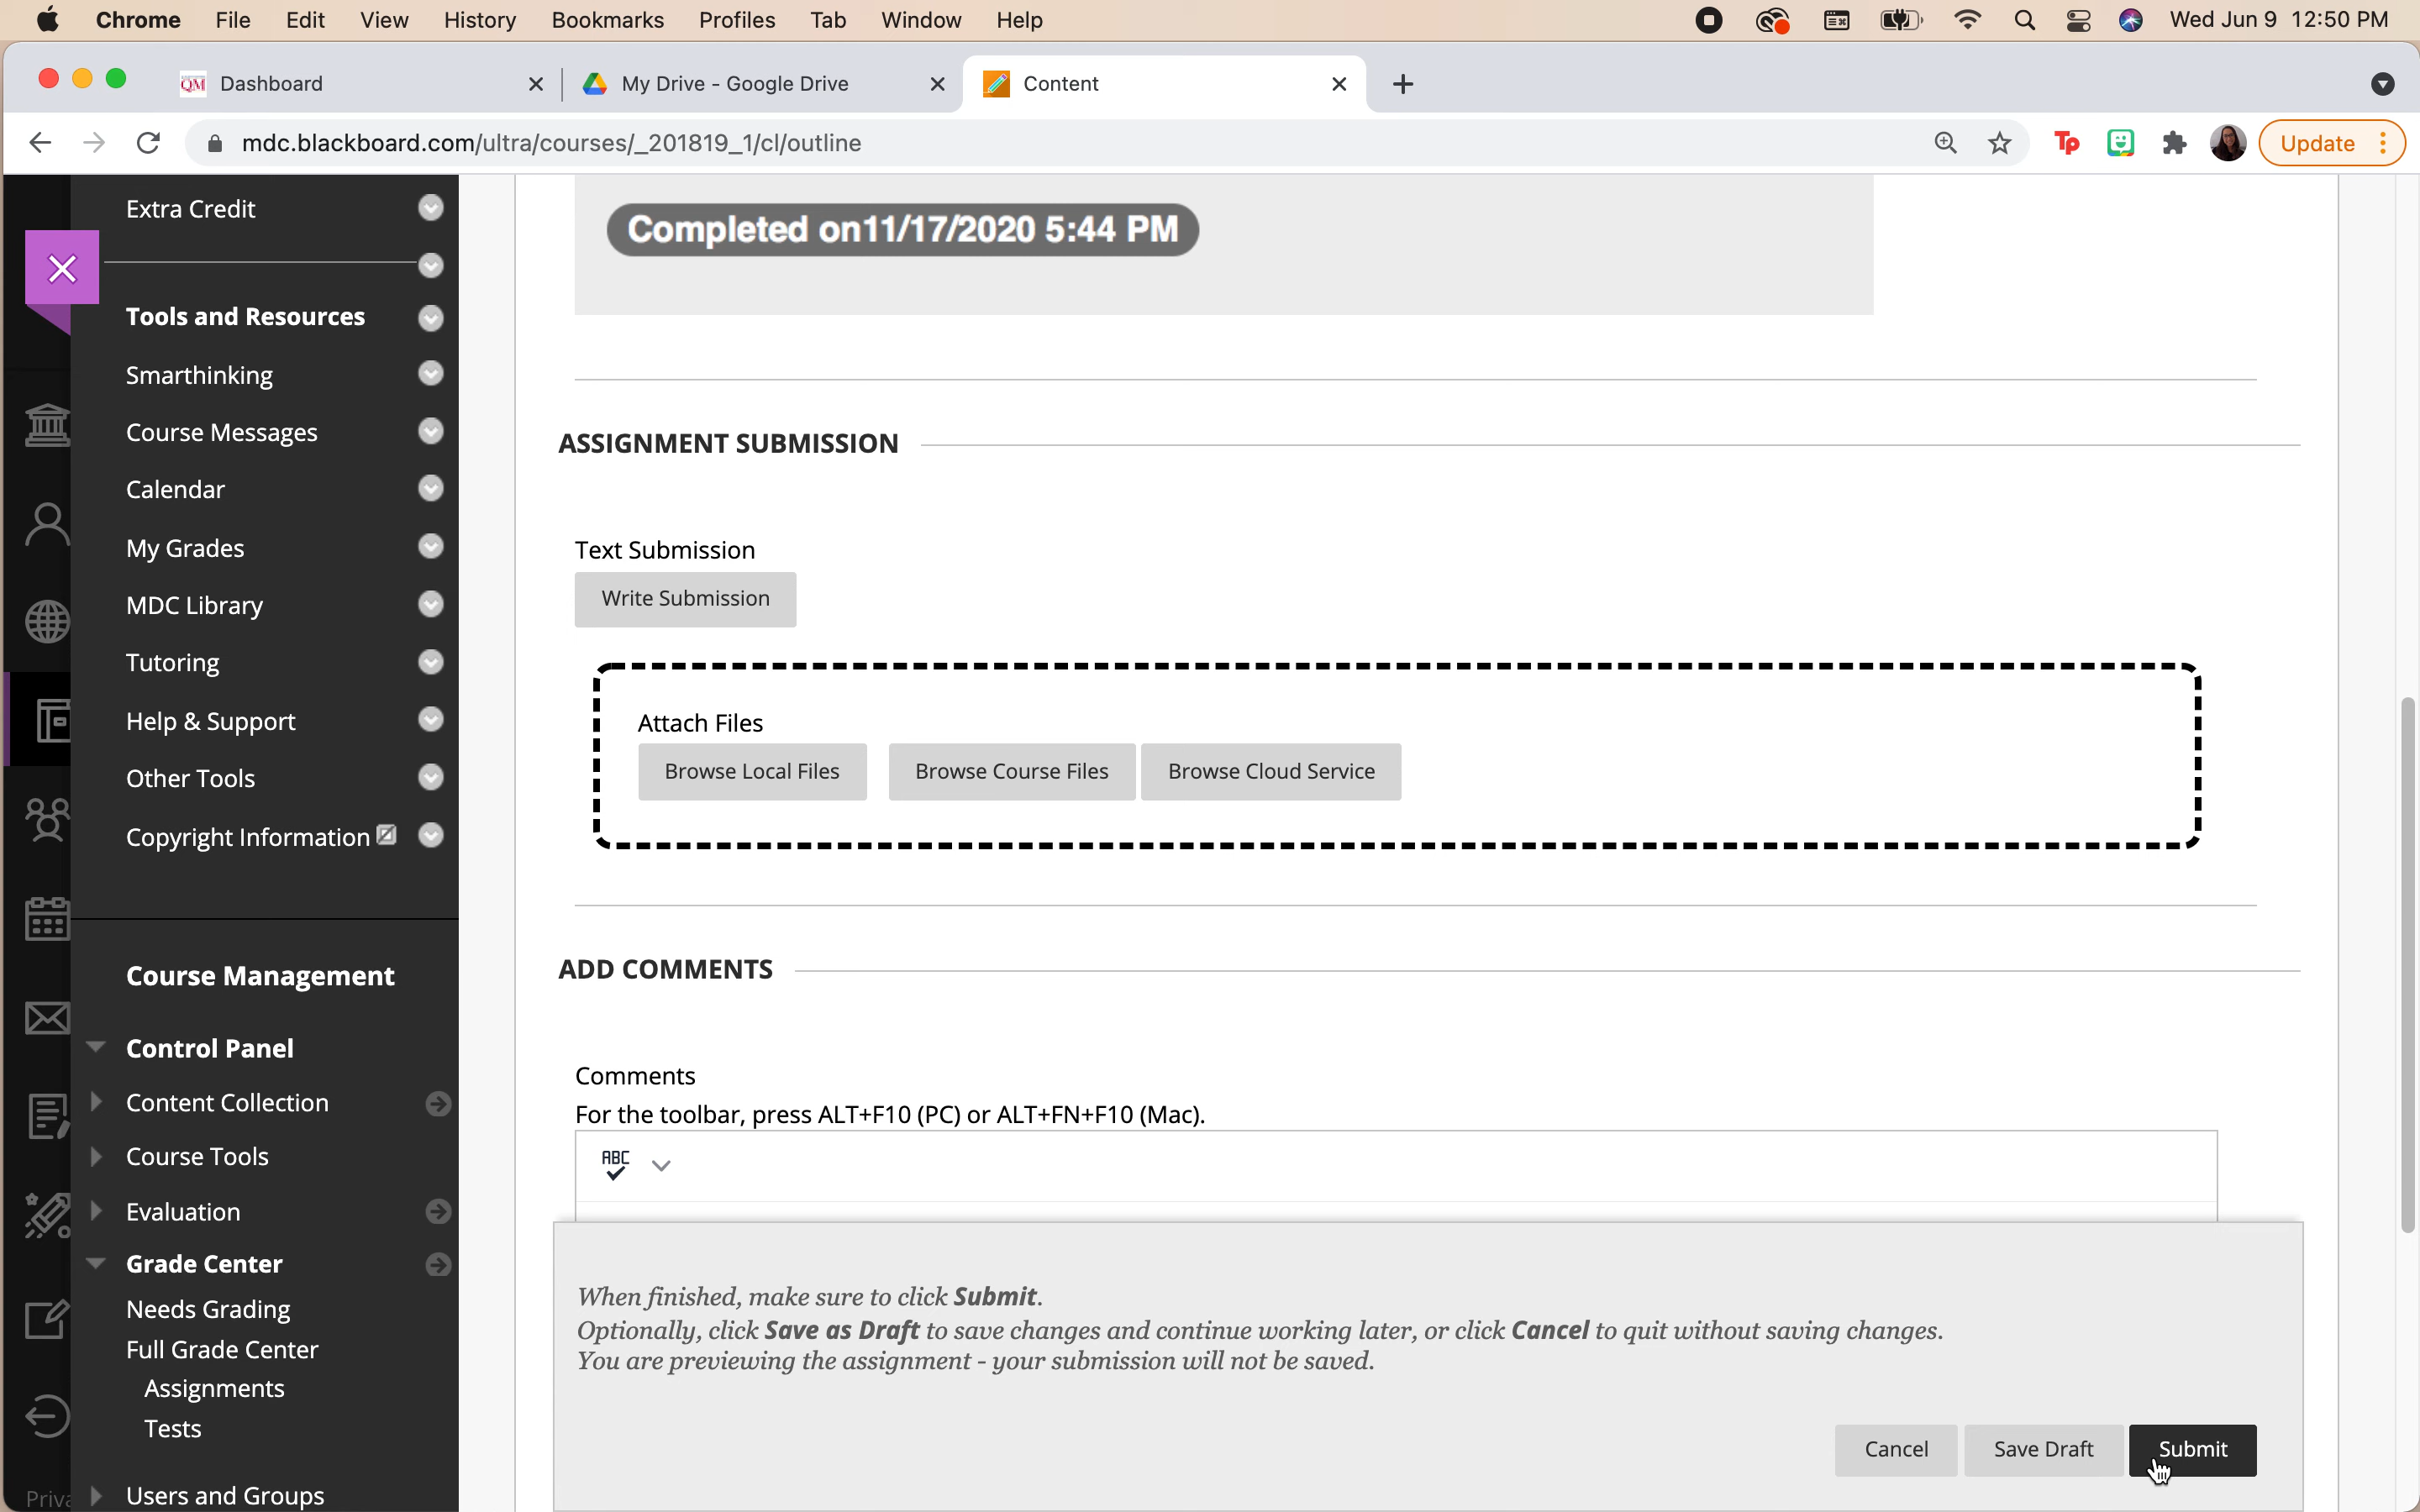 Chrome File Edit View History Bookmarks Profiles Tab Window Help Wed Jun 9 12:50 PM
QM Dashboard My Drive - Google Drive Content
mdc.blackboard.com/ultra/courses/_201819_1/cl/outline Tp Update
Extra Credit
Tools and Resources
Smarthinking
Course Messages
Calendar
My Grades
MDC Library
Tutoring
Help & Support
Other Tools
Copyright Information
Course Management
Control Panel
Content Collection
Course Tools
Evaluation
Grade Center
Needs Grading
Full Grade Center
Assignments
Tests
Users and Groups
Completed on11/17/2020 5:44 PM
ASSIGNMENT SUBMISSION
Text Submission
Write Submission
Attach Files
Browse Local Files Browse Course Files Browse Cloud Service
ADD COMMENTS
Comments
For the toolbar, press ALT+F10 (PC) or ALT+FN+F10 (Mac).
ABC
When finished, make sure to click Submit.
Optionally, click Save as Draft to save changes and continue working later, or click Cancel to quit without saving changes.
You are previewing the assignment - your submission will not be saved.
Cancel Save Draft Submit